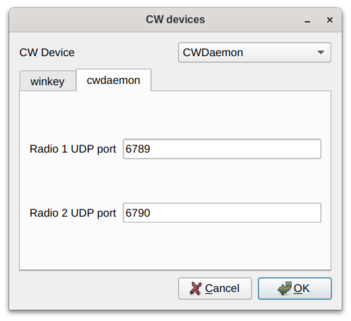 CW devices
CW Device CWDaemon
winkey cwdaemon
Radio 1 UDP port 6789
Radio 2 UDP port 6790
Cancel OK